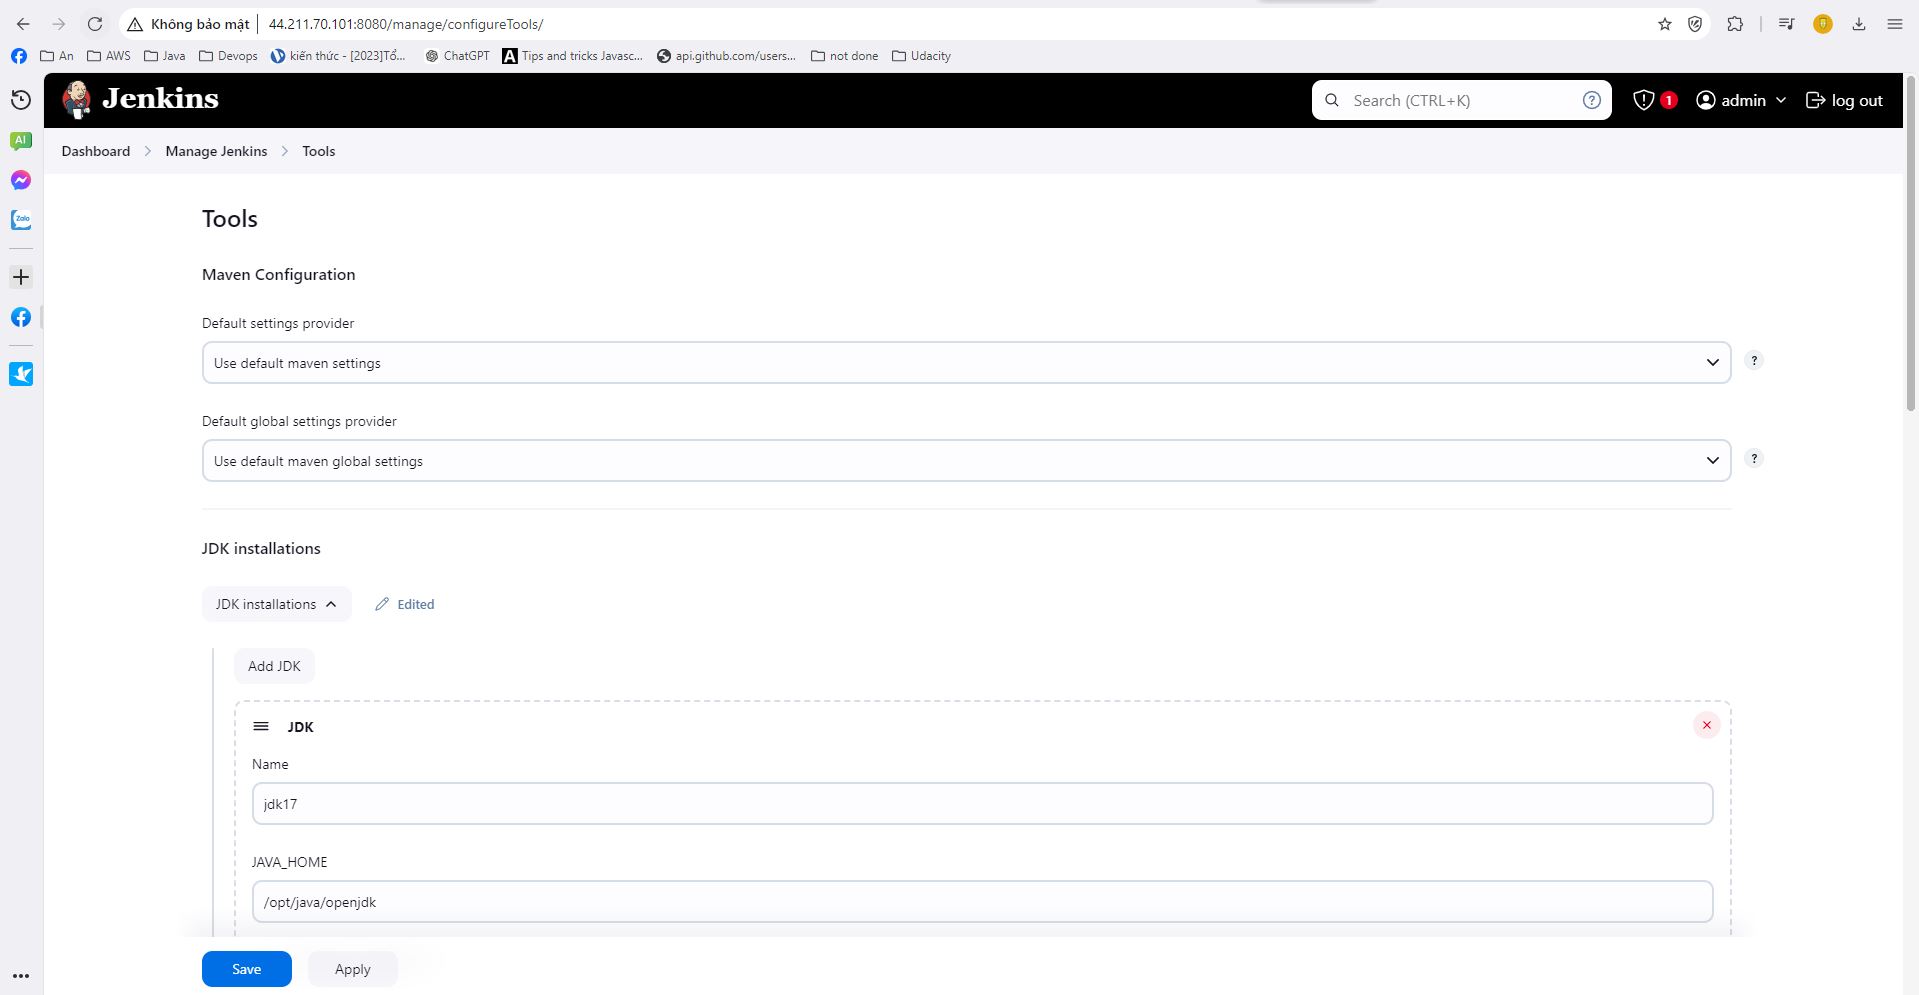 Không bảo mật
44.211.70.101:8080/manage/configureTools/
An
AWS
Java
Devops
kiến thức - [2023]Tổ...
ChatGPT
Tips and tricks Javasc...
api.github.com/users...
not done
Udacity
Jenkins
Search (CTRL+K)
?
1
admin
log out
AI
Zalo
Dashboard
Manage Jenkins
Tools
Tools
Maven Configuration
Default settings provider
Use default maven settings
?
Default global settings provider
Use default maven global settings
?
JDK installations
JDK installations
Edited
Add JDK
JDK
Name
jdk17
JAVA_HOME
/opt/java/openjdk
Save
Apply